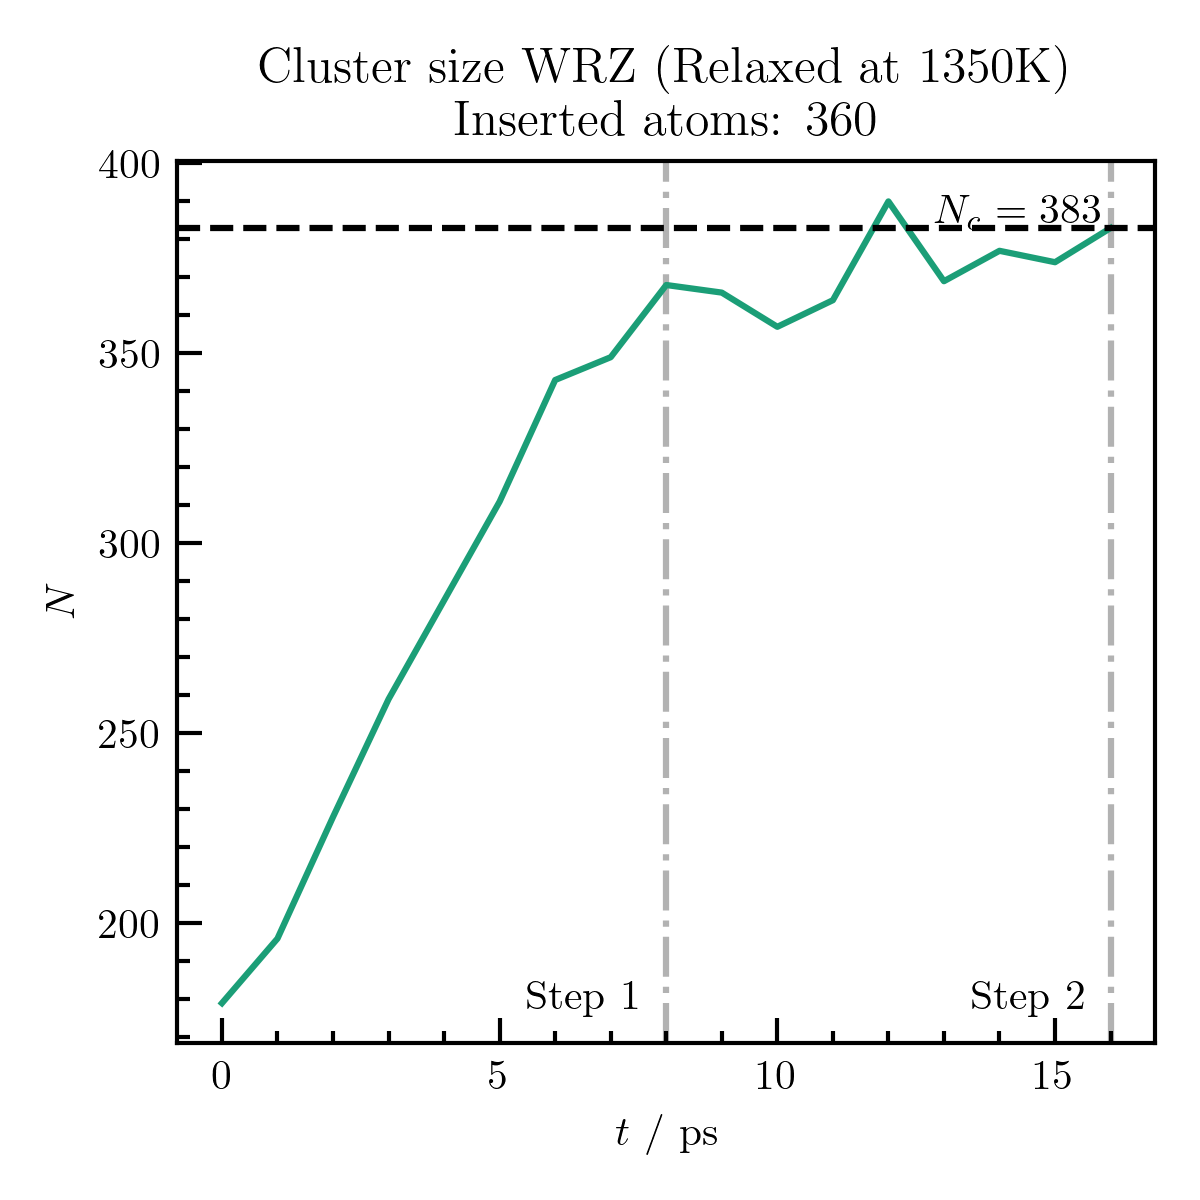 Cluster size WRZ (Relaxed at 1350K)
Inserted atoms: 360
400
350
300
250
200
N
N_c = 383
Step 1
Step 2
0
5
10
15
t / ps